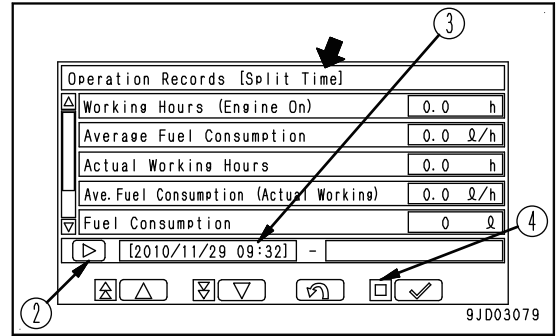 3
Operation Records [Split Time]
Working Hours (Engine On) 0.0 h
Average Fuel Consumption 0.0 ℓ/h
Actual Working Hours 0.0 h
Ave.Fuel Consumption (Actual Working) 0.0 ℓ/h
Fuel Consumption 0 ℓ
4
[2010/11/29 09:32] -
2
9JD03079